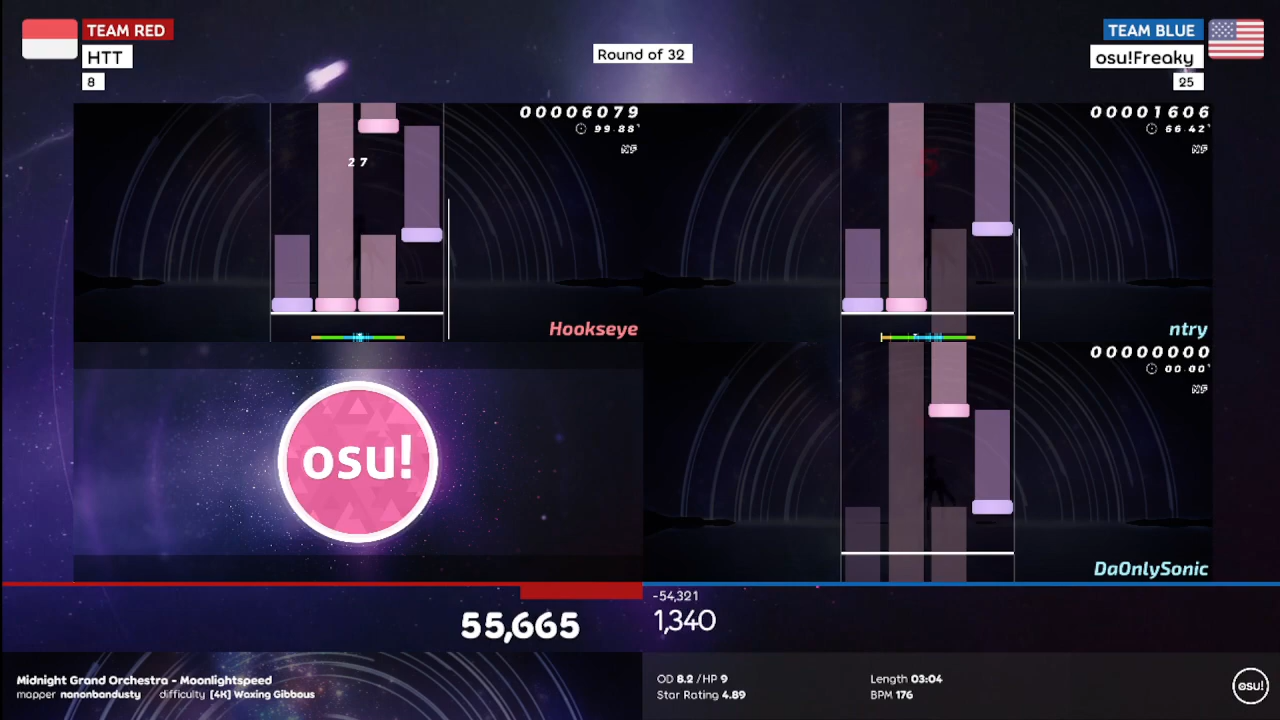 TEAM RED
HTT
8
Round of 32
TEAM BLUE
osu!Freaky
25
00006079
99.88%
NF
27
Hookseye
00001606
66.42%
NF
5
ntry
osu!
00000000
00.00%
NF
DaOnlySonic
55,665
-54,321
1,340
Midnight Grand Orchestra - Moonlightspeed
mapper nanonbandusty difficulty [4K] Waxing Gibbous
OD 8.2 / HP 9
Star Rating 4.89
Length 03:04
BPM 176
osu!